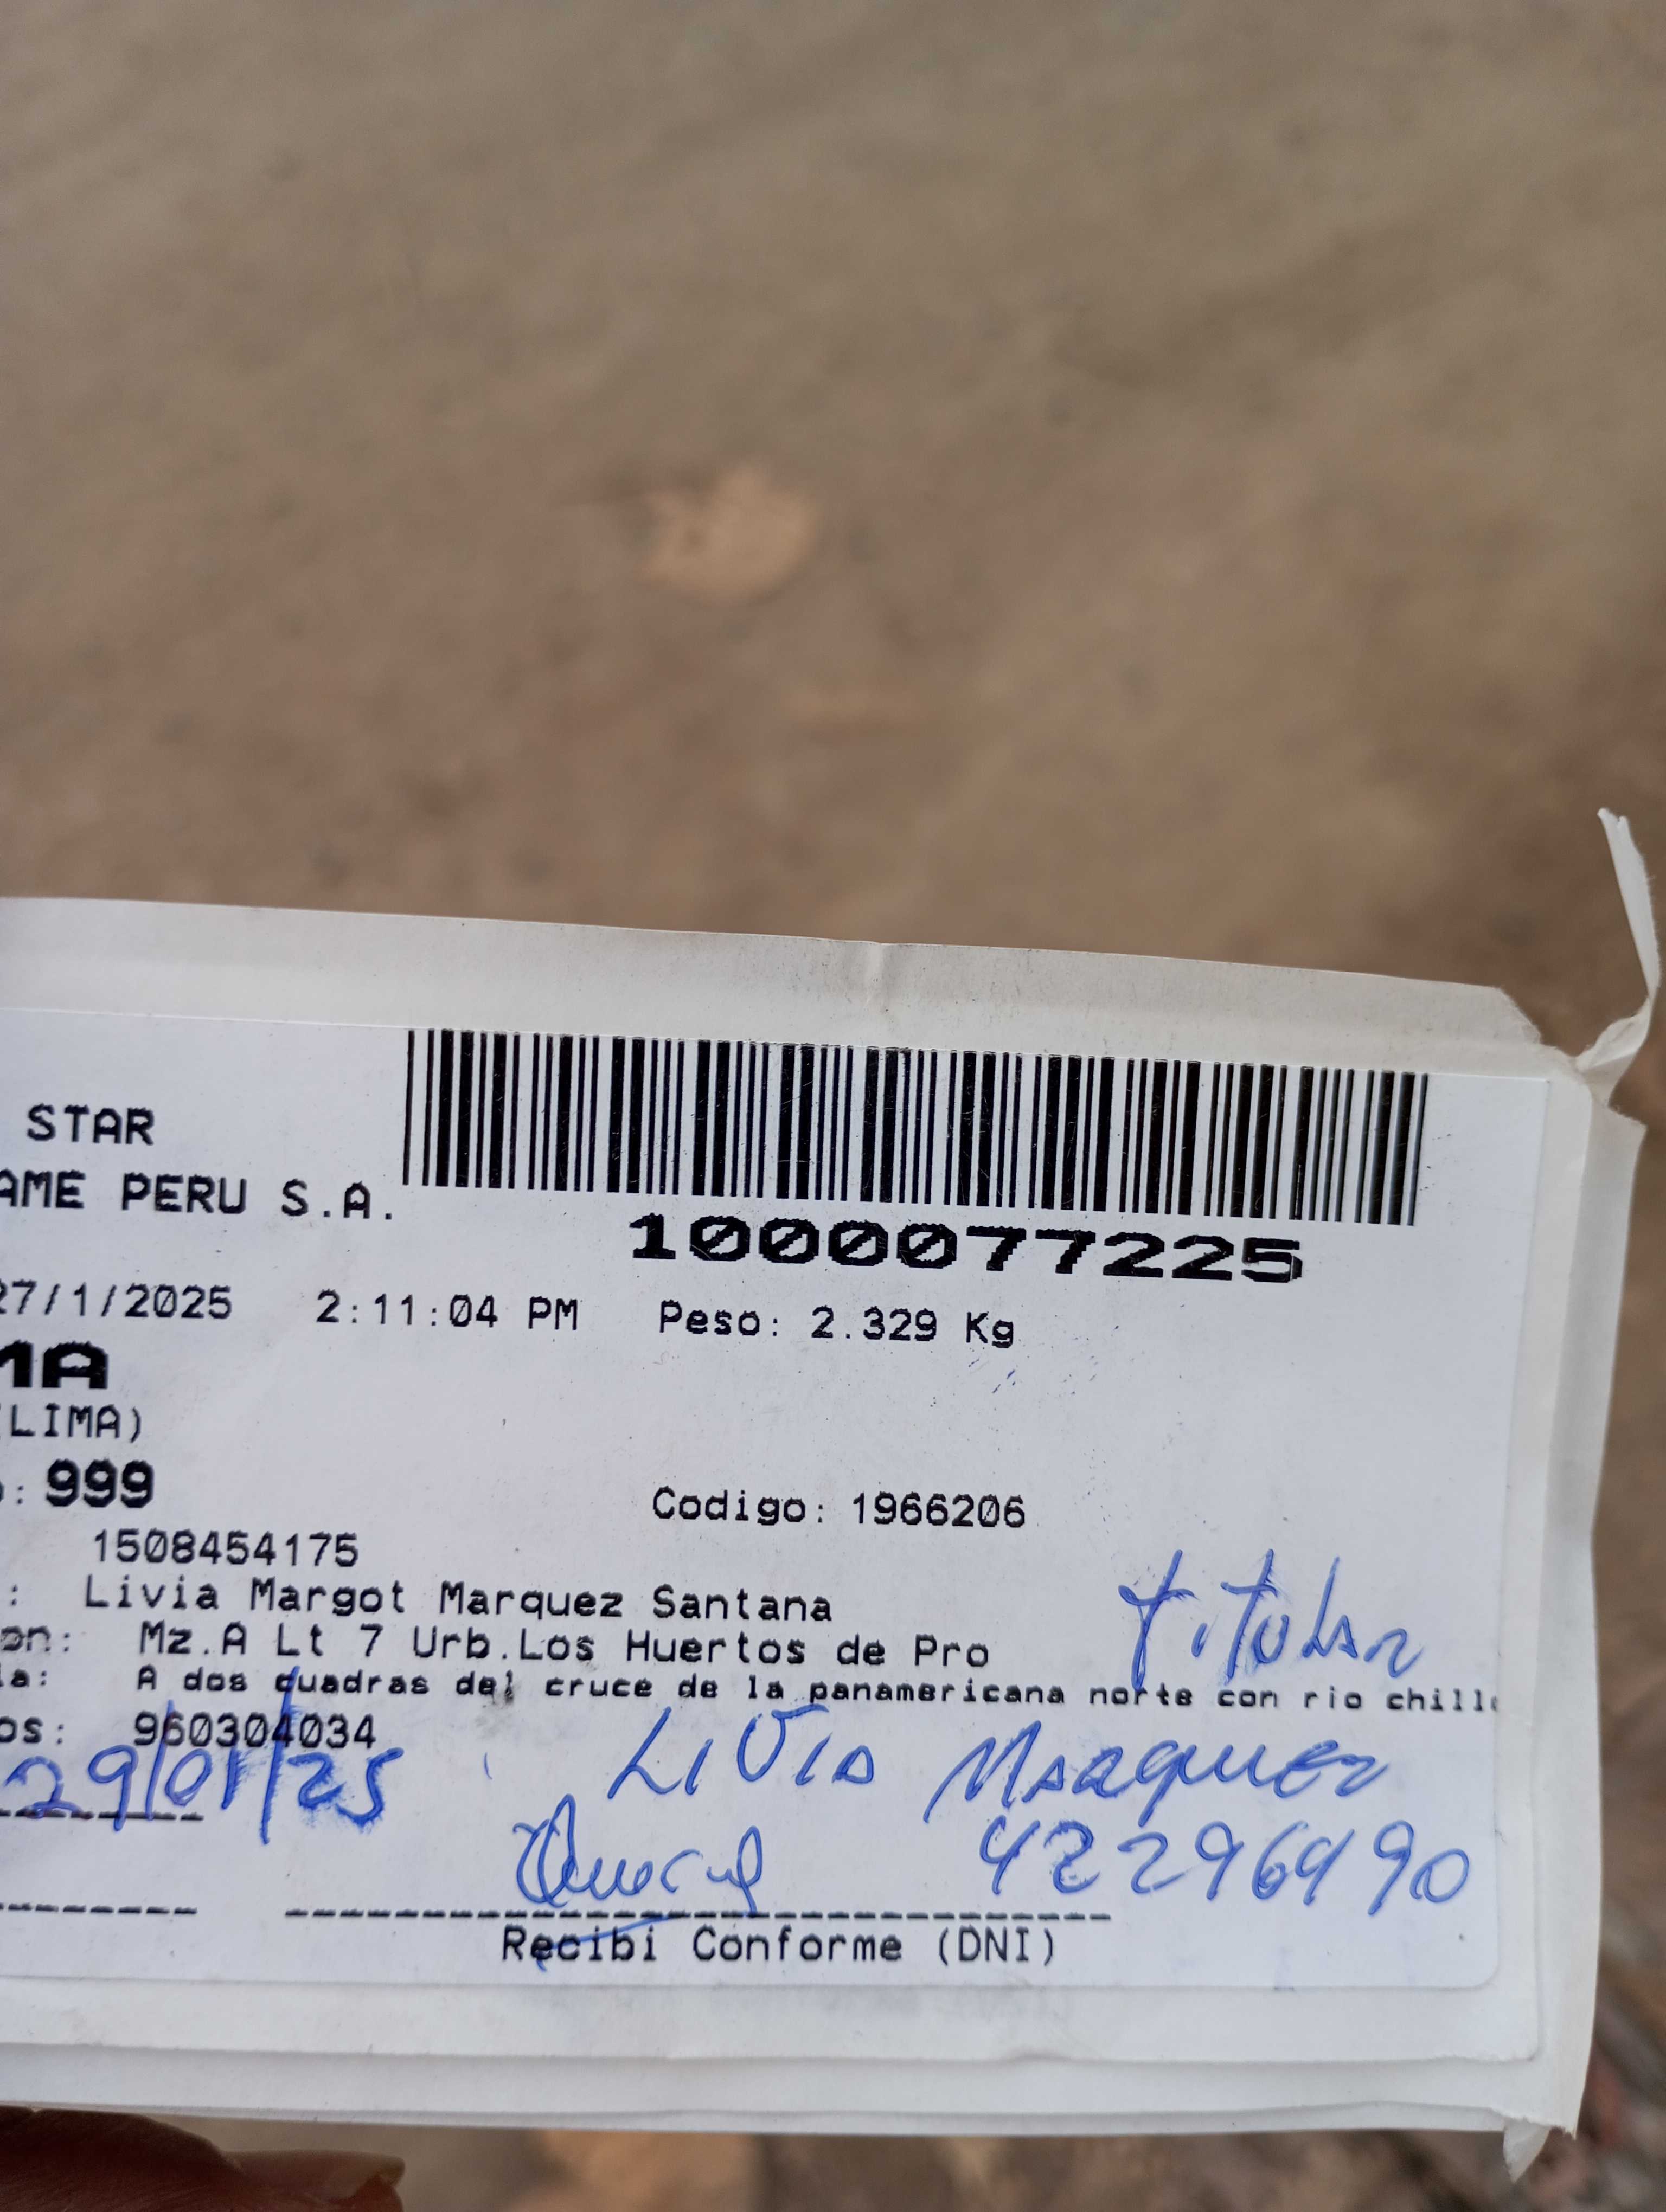 STAR
AME PERU S.A.
1000077225
27/1/2025 2:11:04 PM Peso: 2.329 Kg
MA
(LIMA)
: 999
Codigo: 1966206
1508454175
: Livia Margot Marquez Santana
on: Mz.A Lt 7 Urb.Los Huertos de Pro
Titular
ia: A dos cuadras del cruce de la panamericana norte con rio chill
os: 960304034
29/01/25
Livia Marquez
42296490
Recibi Conforme (DNI)